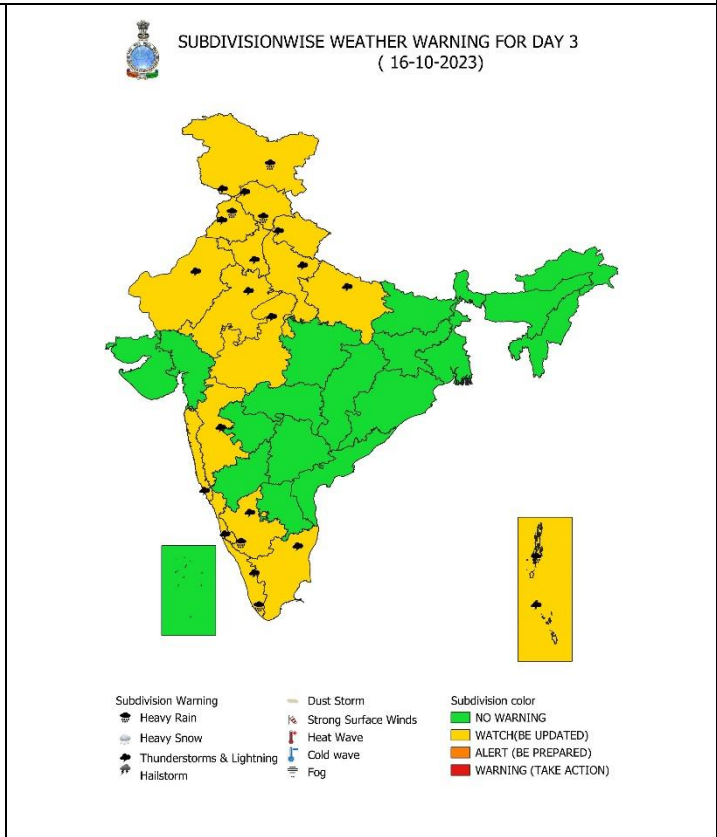 SUBDIVISIONWISE WEATHER WARNING FOR DAY 3
( 16-10-2023)
Subdivision Warning
Heavy Rain
Heavy Snow
Thunderstorms & Lightning
Hailstorm
Dust Storm
Strong Surface Winds
Heat Wave
Cold wave
Fog
Subdivision color
NO WARNING
WATCH(BE UPDATED)
ALERT (BE PREPARED)
WARNING (TAKE ACTION)